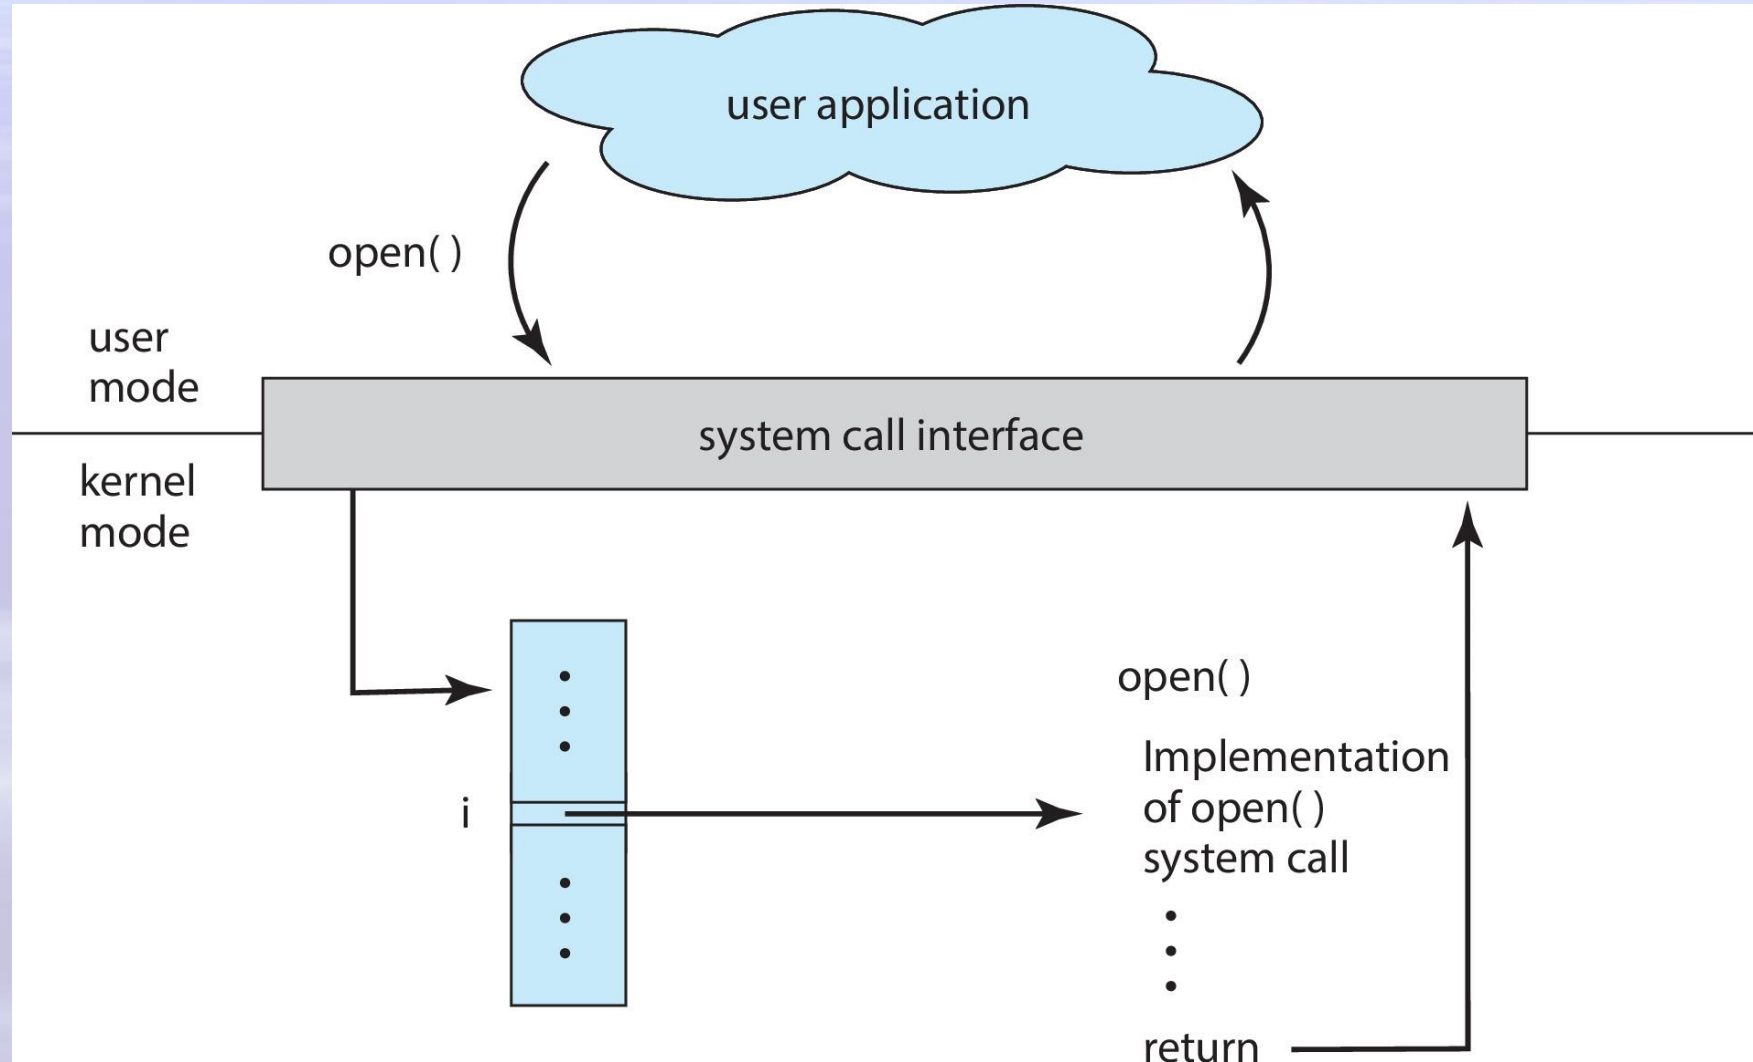 user application
open( )
user
mode
system call interface
kernel
mode
open( )
Implementation
of open( )
system call
i
return